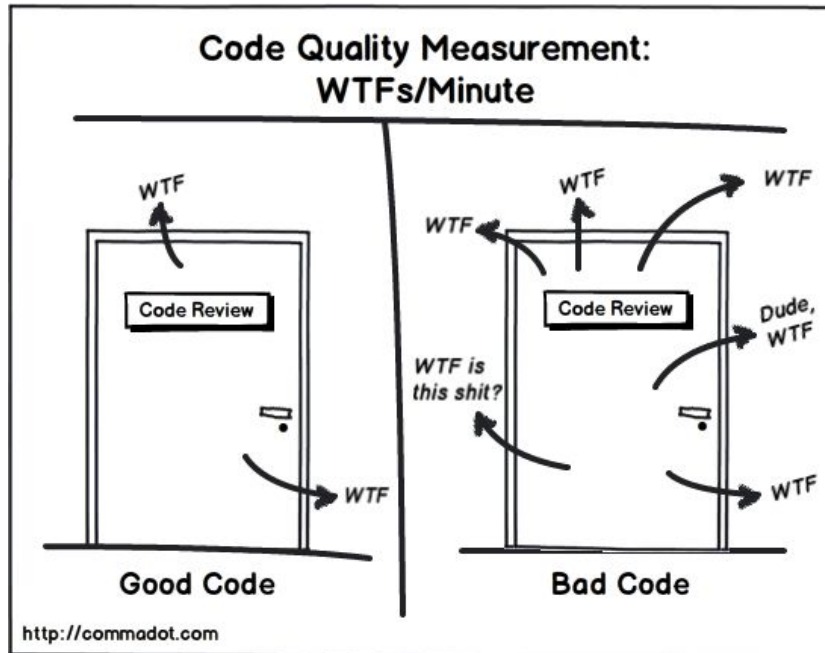 Code Quality Measurement:
WTFs/Minute
WTF
Code Review
WTF
Good Code
WTF
WTF
WTF
Code Review
Dude,
WTF
WTF is
this shit?
WTF
Bad Code
http://commadot.com